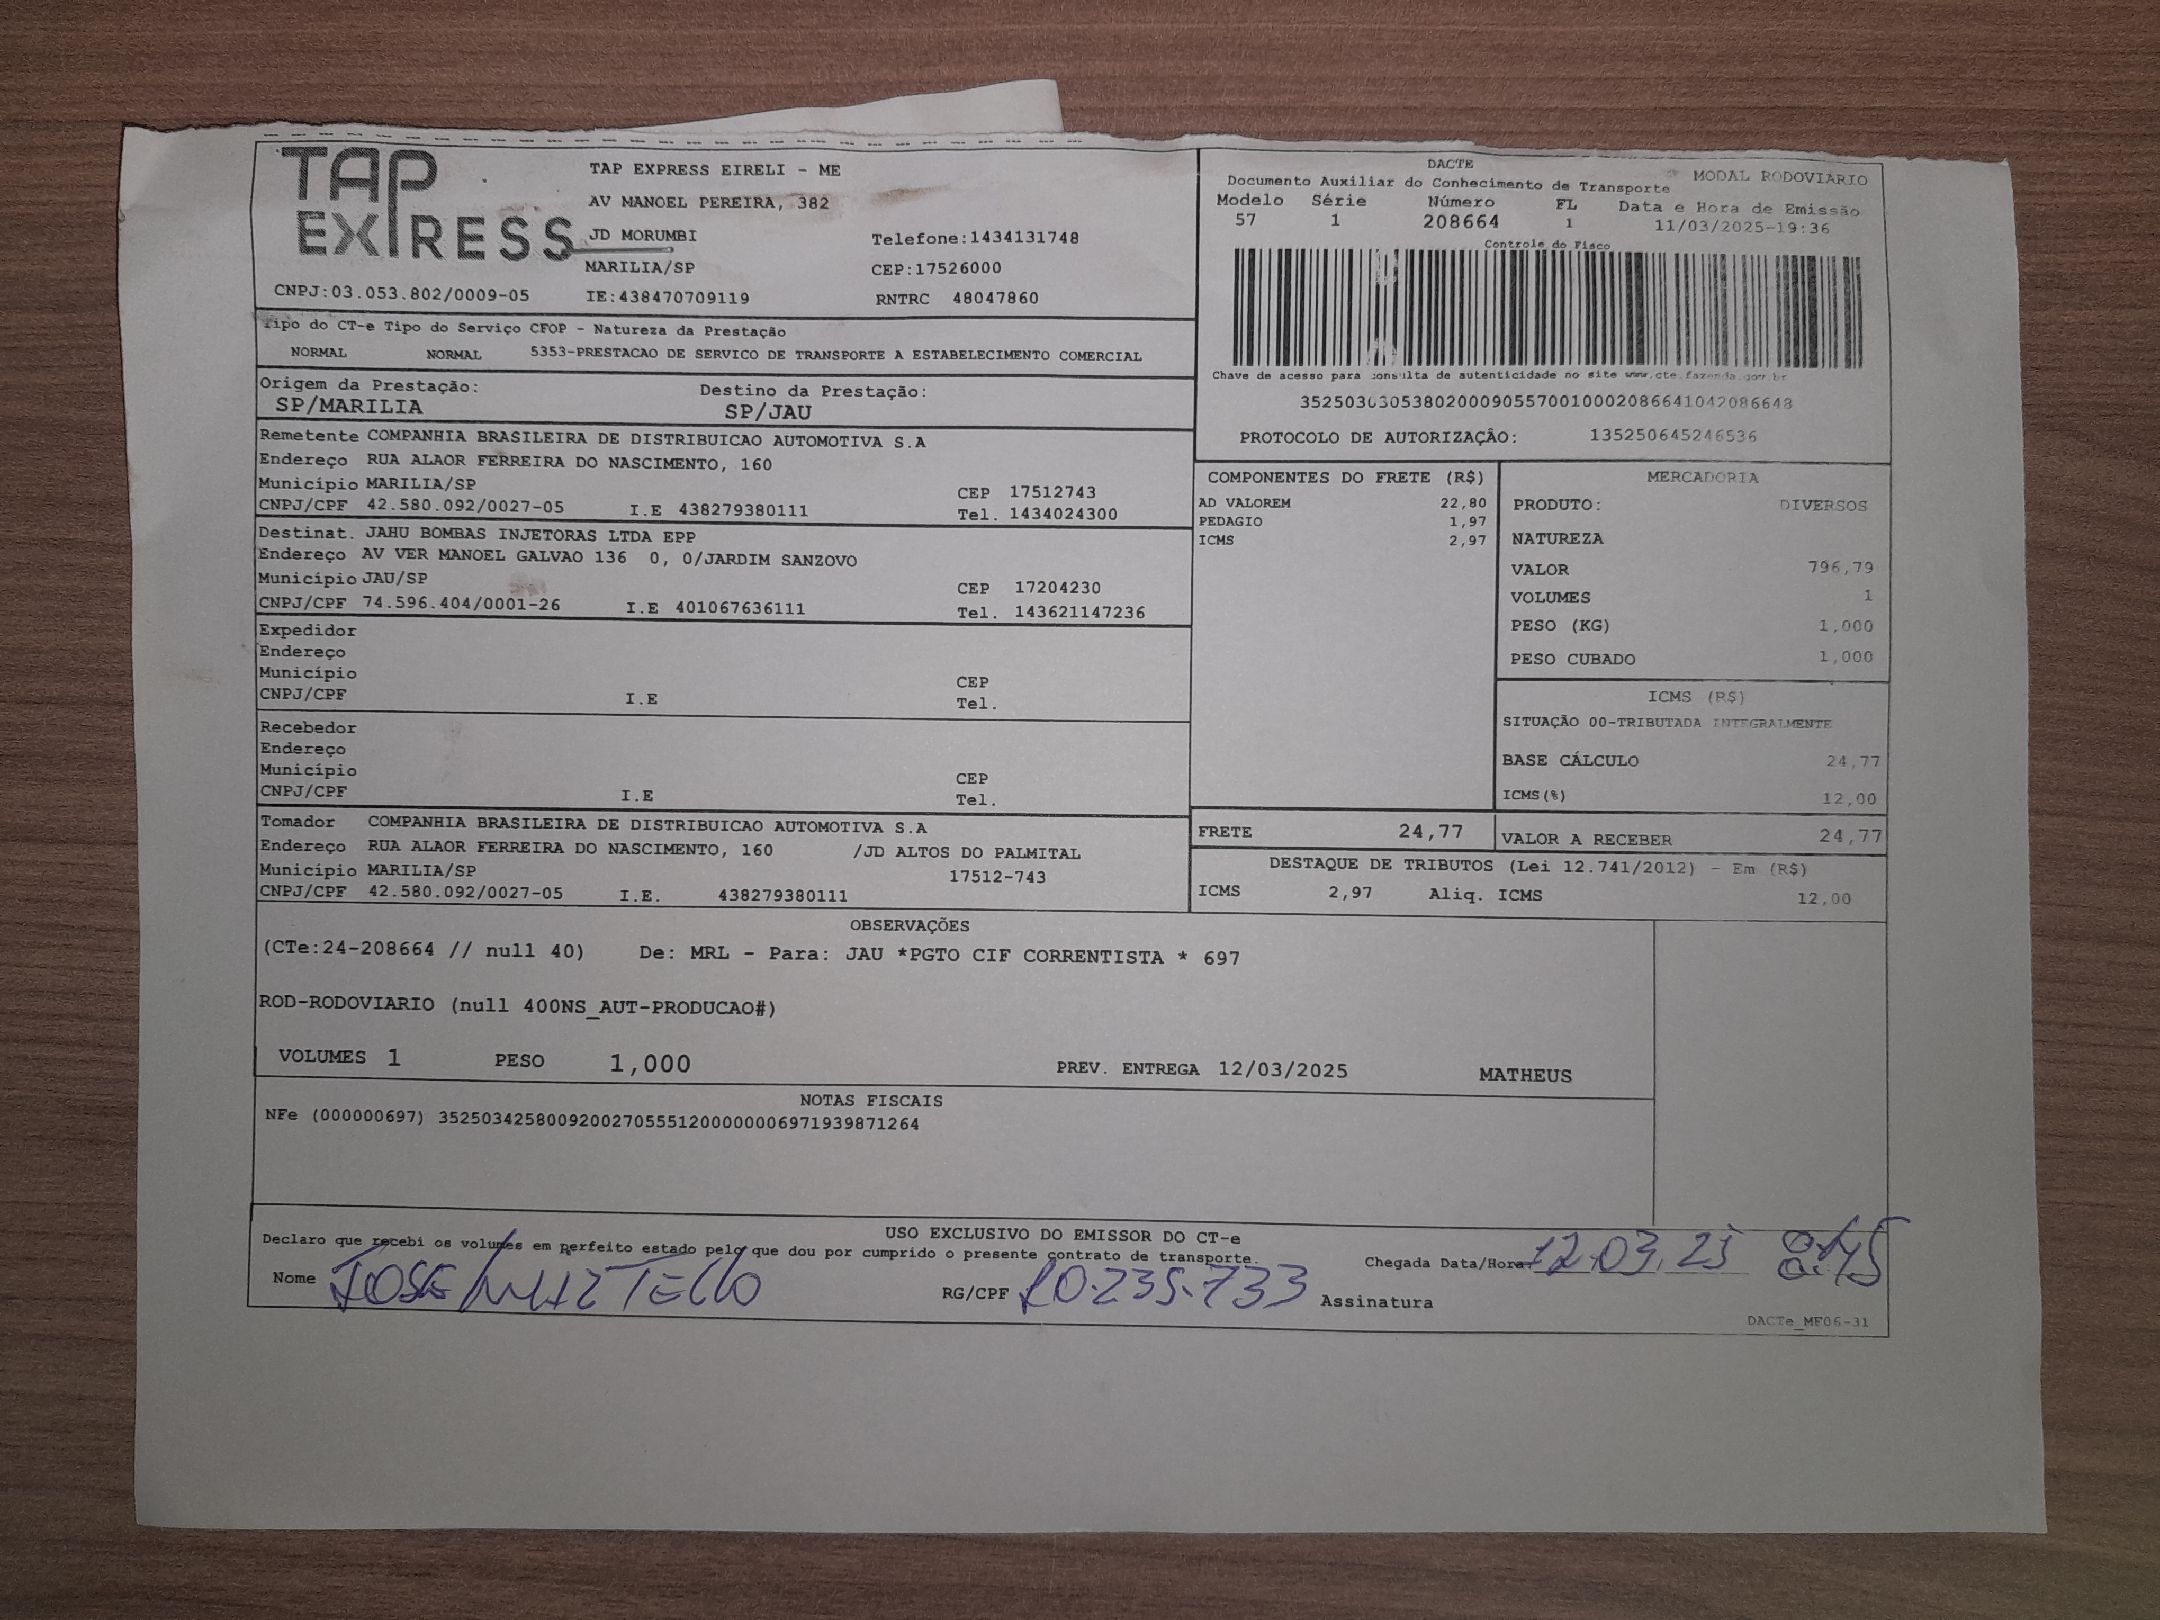 TAP
EXPRESS
TAP EXPRESS EIRELI - ME
AV MANOEL PEREIRA, 382
JD MORUMBI
Telefone:1434131748
MARILIA/SP
CEP:17526000
CNPJ:03.053.802/0009-05
IE:438470709119
RNTRC 48047860
DACTE
MODAL RODOVIÁRIO
Documento Auxiliar do Conhecimento de Transporte
Modelo Série Número FL Data e Hora de Emissão
57 1 208664 1 11/03/2025-19:36
Controle do Fisco
Chave de acesso para consulta de autenticidade no site www.cte.fazenda.gov.br
35250303053802000905570010002086641042086648
PROTOCOLO DE AUTORIZAÇÃO: 135250645246536
Tipo do CT-e Tipo do Serviço CFOP - Natureza da Prestação
NORMAL NORMAL 5353-PRESTACAO DE SERVICO DE TRANSPORTE A ESTABELECIMENTO COMERCIAL
Origem da Prestação: Destino da Prestação:
SP/MARILIA SP/JAU
Remetente COMPANHIA BRASILEIRA DE DISTRIBUICAO AUTOMOTIVA S.A
Endereço RUA ALAOR FERREIRA DO NASCIMENTO, 160
Município MARILIA/SP CEP 17512743
CNPJ/CPF 42.580.092/0027-05 I.E 438279380111 Tel. 1434024300
Destinat. JAHU BOMBAS INJETORAS LTDA EPP
Endereço AV VER MANOEL GALVAO 136 0, 0/JARDIM SANZOVO
Município JAU/SP CEP 17204230
CNPJ/CPF 74.596.404/0001-26 I.E 401067636111 Tel. 143621147236
Expedidor
Endereço
Município CEP
CNPJ/CPF I.E Tel.
Recebedor
Endereço
Município CEP
CNPJ/CPF I.E Tel.
Tomador COMPANHIA BRASILEIRA DE DISTRIBUICAO AUTOMOTIVA S.A
Endereço RUA ALAOR FERREIRA DO NASCIMENTO, 160 /JD ALTOS DO PALMITAL
Município MARILIA/SP 17512-743
CNPJ/CPF 42.580.092/0027-05 I.E. 438279380111
COMPONENTES DO FRETE (R$)
AD VALOREM 22,80
PEDAGIO 1,97
ICMS 2,97
MERCADORIA
PRODUTO: DIVERSOS
NATUREZA
VALOR 796,79
VOLUMES 1
PESO (KG) 1,000
PESO CUBADO 1,000
ICMS (R$)
SITUAÇÃO 00-TRIBUTADA INTEGRALMENTE
BASE CÁLCULO 24,77
ICMS(%) 12,00
FRETE 24,77 VALOR A RECEBER 24,77
DESTAQUE DE TRIBUTOS (Lei 12.741/2012) - Em (R$)
ICMS 2,97 Aliq. ICMS 12,00
OBSERVAÇÕES
(CTe:24-208664 // null 40) De: MRL - Para: JAU *PGTO CIF CORRENTISTA * 697
ROD-RODOVIARIO (null 400NS_AUT-PRODUCAO#)
VOLUMES 1 PESO 1,000 PREV. ENTREGA 12/03/2025 MATHEUS
NOTAS FISCAIS
NFe (000000697) 35250342580092002705551200000006971939871264
USO EXCLUSIVO DO EMISSOR DO CT-e
Declaro que recebi os volumes em perfeito estado pelo que dou por cumprido o presente contrato de transporte.
Chegada Data/Hora: 12.03.25 8:45
Nome JOSE RG/CPF 10.235.733 Assinatura
DACTe_MF06-31